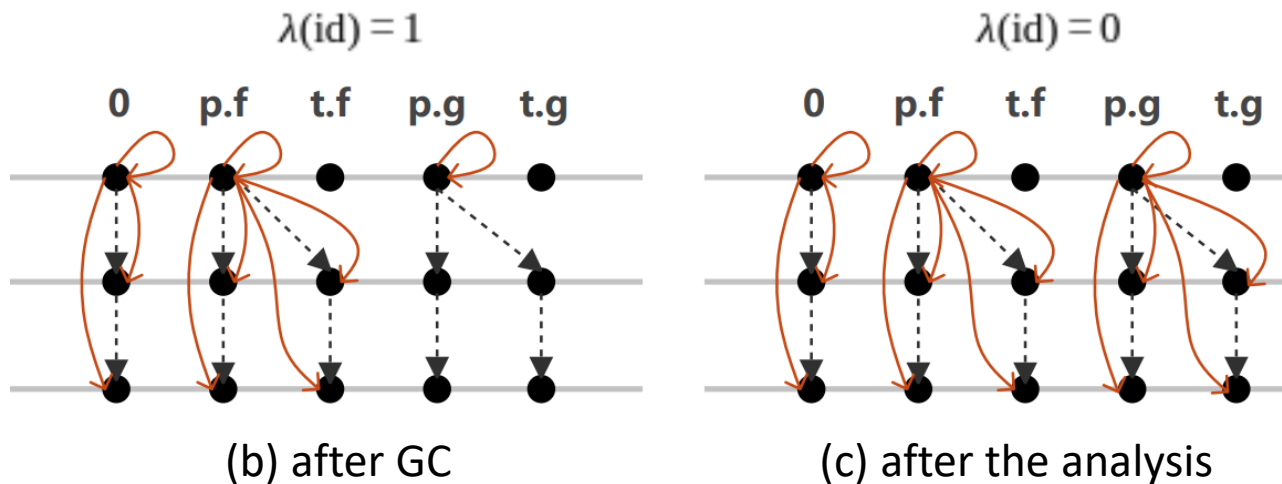 λ(id) = 1
λ(id) = 0
0 p.f t.f p.g t.g
0 p.f t.f p.g t.g
(b) after GC
(c) after the analysis